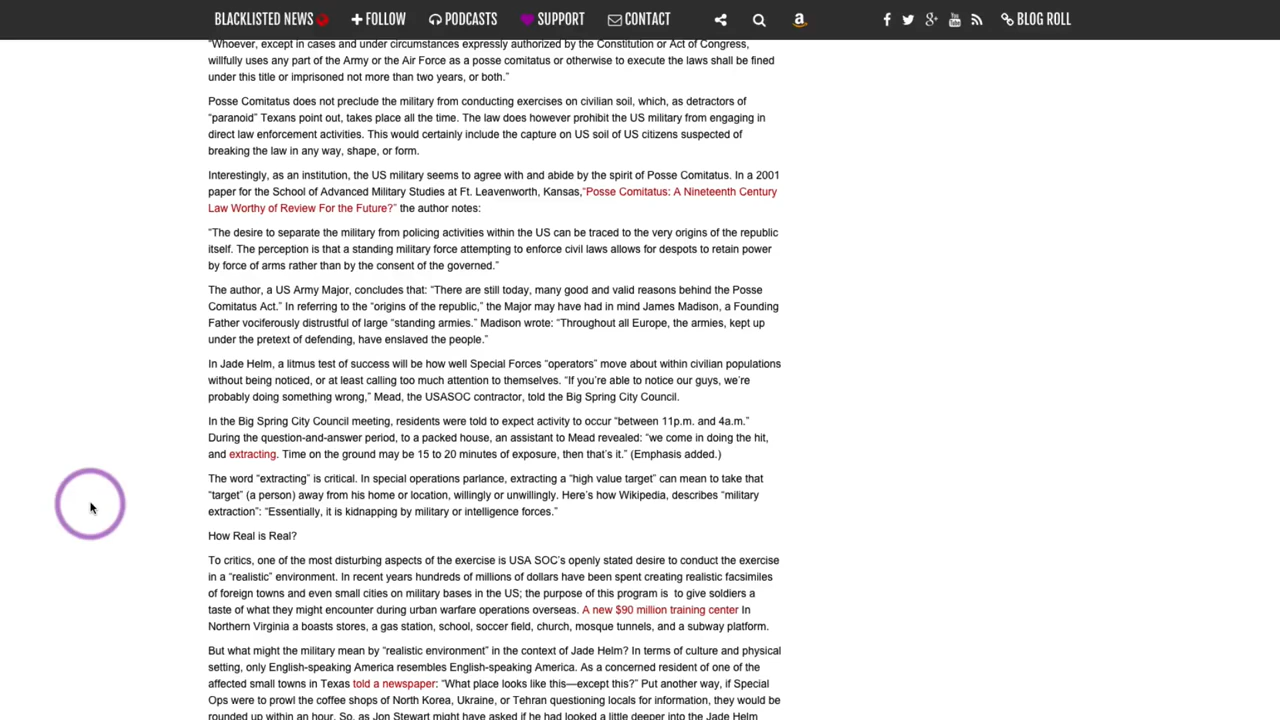 BLACKLISTED NEWS FOLLOW PODCASTS SUPPORT CONTACT BLOG ROLL
“Whoever, except in cases and under circumstances expressly authorized by the Constitution or Act of Congress,
willfully uses any part of the Army or the Air Force as a posse comitatus or otherwise to execute the laws shall be fined
under this title or imprisoned not more than two years, or both.”
Posse Comitatus does not preclude the military from conducting exercises on civilian soil, which, as detractors of
“paranoid” Texans point out, takes place all the time. The law does however prohibit the US military from engaging in
direct law enforcement activities. This would certainly include the capture on US soil of US citizens suspected of
breaking the law in any way, shape, or form.
Interestingly, as an institution, the US military seems to agree with and abide by the spirit of Posse Comitatus. In a 2001
paper for the School of Advanced Military Studies at Ft. Leavenworth, Kansas,“Posse Comitatus: A Nineteenth Century
Law Worthy of Review For the Future?” the author notes:
“The desire to separate the military from policing activities within the US can be traced to the very origins of the republic
itself. The perception is that a standing military force attempting to enforce civil laws allows for despots to retain power
by force of arms rather than by the consent of the governed.”
The author, a US Army Major, concludes that: “There are still today, many good and valid reasons behind the Posse
Comitatus Act.” In referring to the “origins of the republic,” the Major may have had in mind James Madison, a Founding
Father vociferously distrustful of large “standing armies.” Madison wrote: “Throughout all Europe, the armies, kept up
under the pretext of defending, have enslaved the people.”
In Jade Helm, a litmus test of success will be how well Special Forces “operators” move about within civilian populations
without being noticed, or at least calling too much attention to themselves. “If you’re able to notice our guys, we’re
probably doing something wrong,” Mead, the USASOC contractor, told the Big Spring City Council.
In the Big Spring City Council meeting, residents were told to expect activity to occur “between 11p.m. and 4a.m.”
During the question-and-answer period, to a packed house, an assistant to Mead revealed: “we come in doing the hit,
and extracting. Time on the ground may be 15 to 20 minutes of exposure, then that’s it.” (Emphasis added.)
The word “extracting” is critical. In special operations parlance, extracting a “high value target” can mean to take that
“target” (a person) away from his home or location, willingly or unwillingly. Here’s how Wikipedia, describes “military
extraction”: “Essentially, it is kidnapping by military or intelligence forces.”
How Real is Real?
To critics, one of the most disturbing aspects of the exercise is USA SOC’s openly stated desire to conduct the exercise
in a “realistic” environment. In recent years hundreds of millions of dollars have been spent creating realistic facsimiles
of foreign towns and even small cities on military bases in the US; the purpose of this program is to give soldiers a
taste of what they might encounter during urban warfare operations overseas. A new $90 million training center In
Northern Virginia a boasts stores, a gas station, school, soccer field, church, mosque tunnels, and a subway platform.
But what might the military mean by “realistic environment” in the context of Jade Helm? In terms of culture and physical
setting, only English-speaking America resembles English-speaking America. As a concerned resident of one of the
affected small towns in Texas told a newspaper: “What place looks like this—except this?” Put another way, if Special
Ops were to prowl the coffee shops of North Korea, Ukraine, or Tehran questioning locals for information, they would be
rounded up within an hour. So, as Jon Stewart might have asked if he had looked a little deeper into the Jade Helm